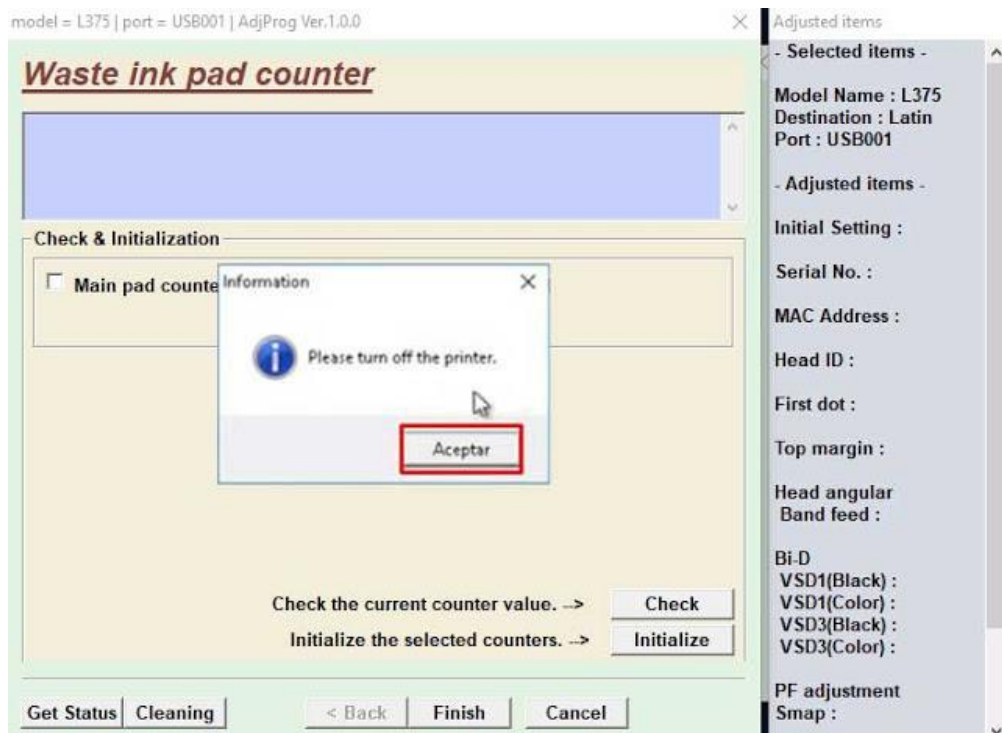 model = L375 | port = USB001 | AdjProg Ver.1.0.0
Waste ink pad counter
Check & Initialization
Main pad counte
Information
Please turn off the printer.
Aceptar
Check the current counter value. -->
Check
Initialize the selected counters. -->
Initialize
Get Status
Cleaning
< Back
Finish
Cancel
Adjusted items
- Selected items -
Model Name : L375
Destination : Latin
Port : USB001
- Adjusted items -
Initial Setting :
Serial No. :
MAC Address :
Head ID :
First dot :
Top margin :
Head angular
Band feed :
Bi-D
VSD1(Black) :
VSD1(Color) :
VSD3(Black) :
VSD3(Color) :
PF adjustment
Smap :